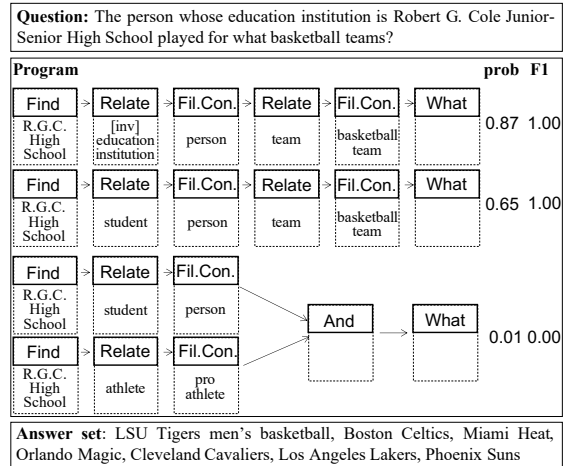 Question: The person whose education institution is Robert G. Cole Junior-
Senior High School played for what basketball teams?
Program prob F1
Find Relate Fil.Con. Relate Fil.Con. What
R.G.C. High School [inv] education institution person team basketball team
0.87 1.00
Find Relate Fil.Con. Relate Fil.Con. What
R.G.C. High School student person team basketball team
0.65 1.00
Find Relate Fil.Con.
R.G.C. High School student person
And What
0.01 0.00
Find Relate Fil.Con.
R.G.C. High School athlete pro athlete
Answer set: LSU Tigers men's basketball, Boston Celtics, Miami Heat,
Orlando Magic, Cleveland Cavaliers, Los Angeles Lakers, Phoenix Suns